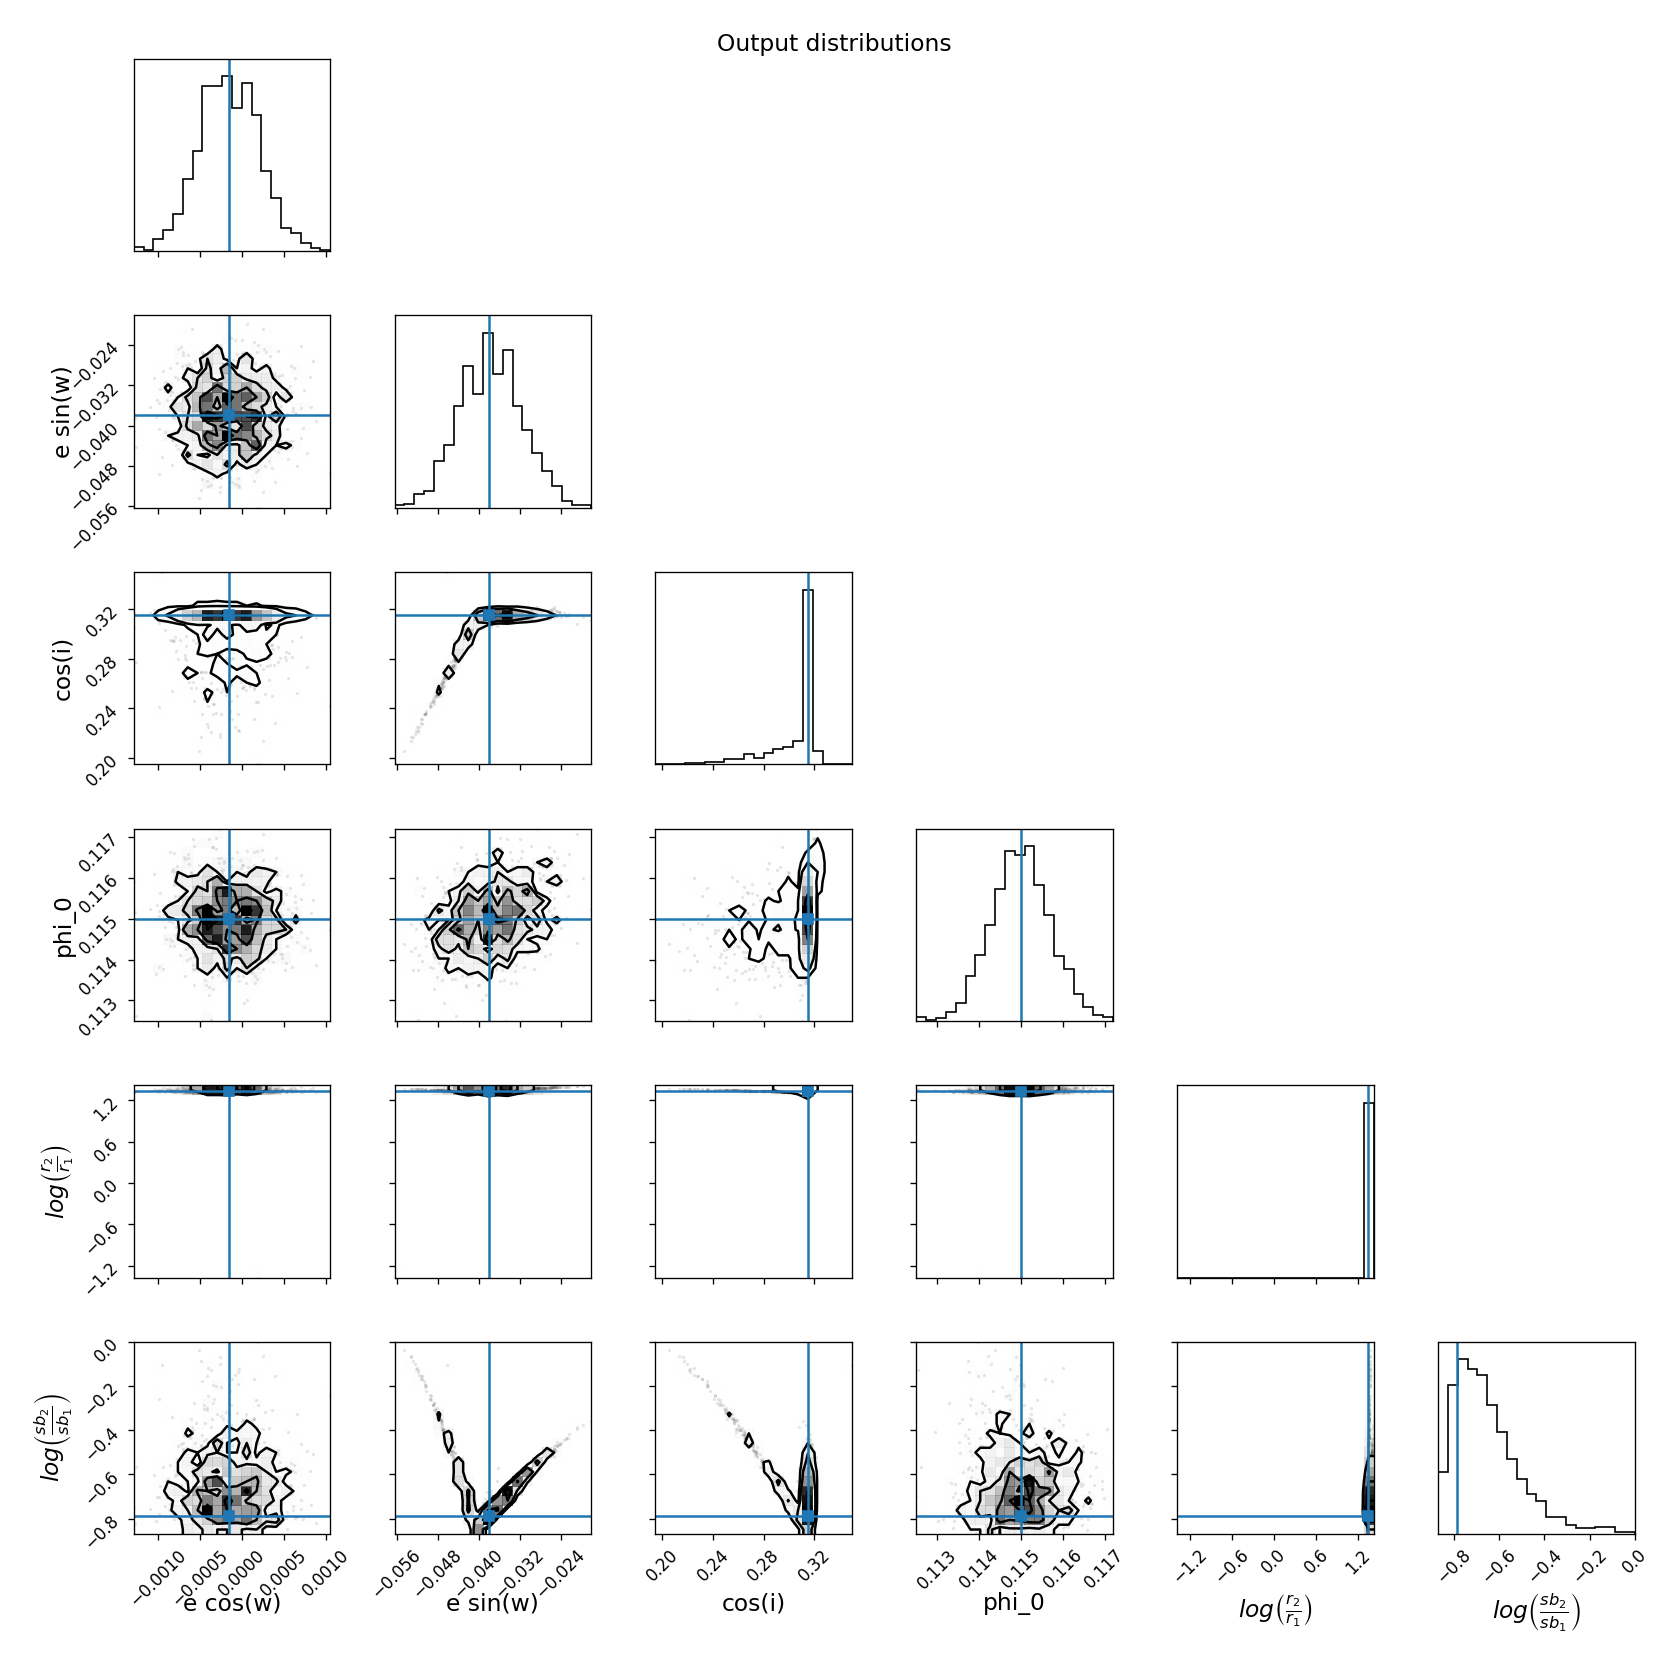 Output distributions
e sin(w)
−0.024
−0.032
−0.040
−0.048
−0.056
cos(i)
0.32
0.28
0.24
0.20
phi_0
0.117
0.116
0.115
0.114
0.113
log(r₂/r₁)
1.2
0.6
0.0
−0.6
−1.2
log(sb₂/sb₁)
0.0
−0.2
−0.4
−0.6
−0.8
−0.0010 −0.0005 0.0000 0.0005 0.0010
−0.056 −0.048 −0.040 −0.032 −0.024
0.20 0.24 0.28 0.32
0.113 0.114 0.115 0.116 0.117
−1.2 −0.6 0.0 0.6 1.2
−0.8 −0.6 −0.4 −0.2 0.0
e cos(w) e sin(w) cos(i) phi_0 log(r₂/r₁) log(sb₂/sb₁)